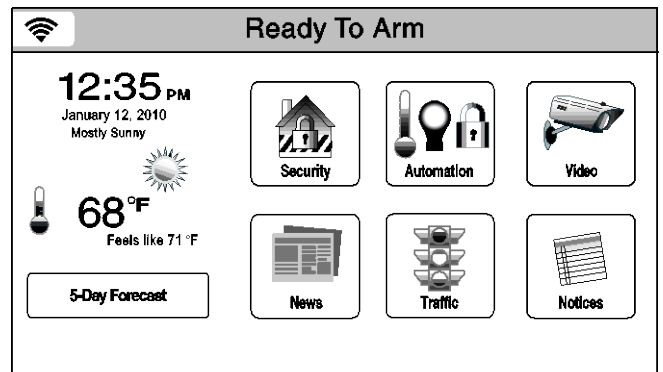 Ready To Arm
12:35 PM
January 12, 2010
Mostly Sunny
68°F
Feels like 71 °F
5-Day Forecast
Security
Automation
Video
News
Traffic
Notices